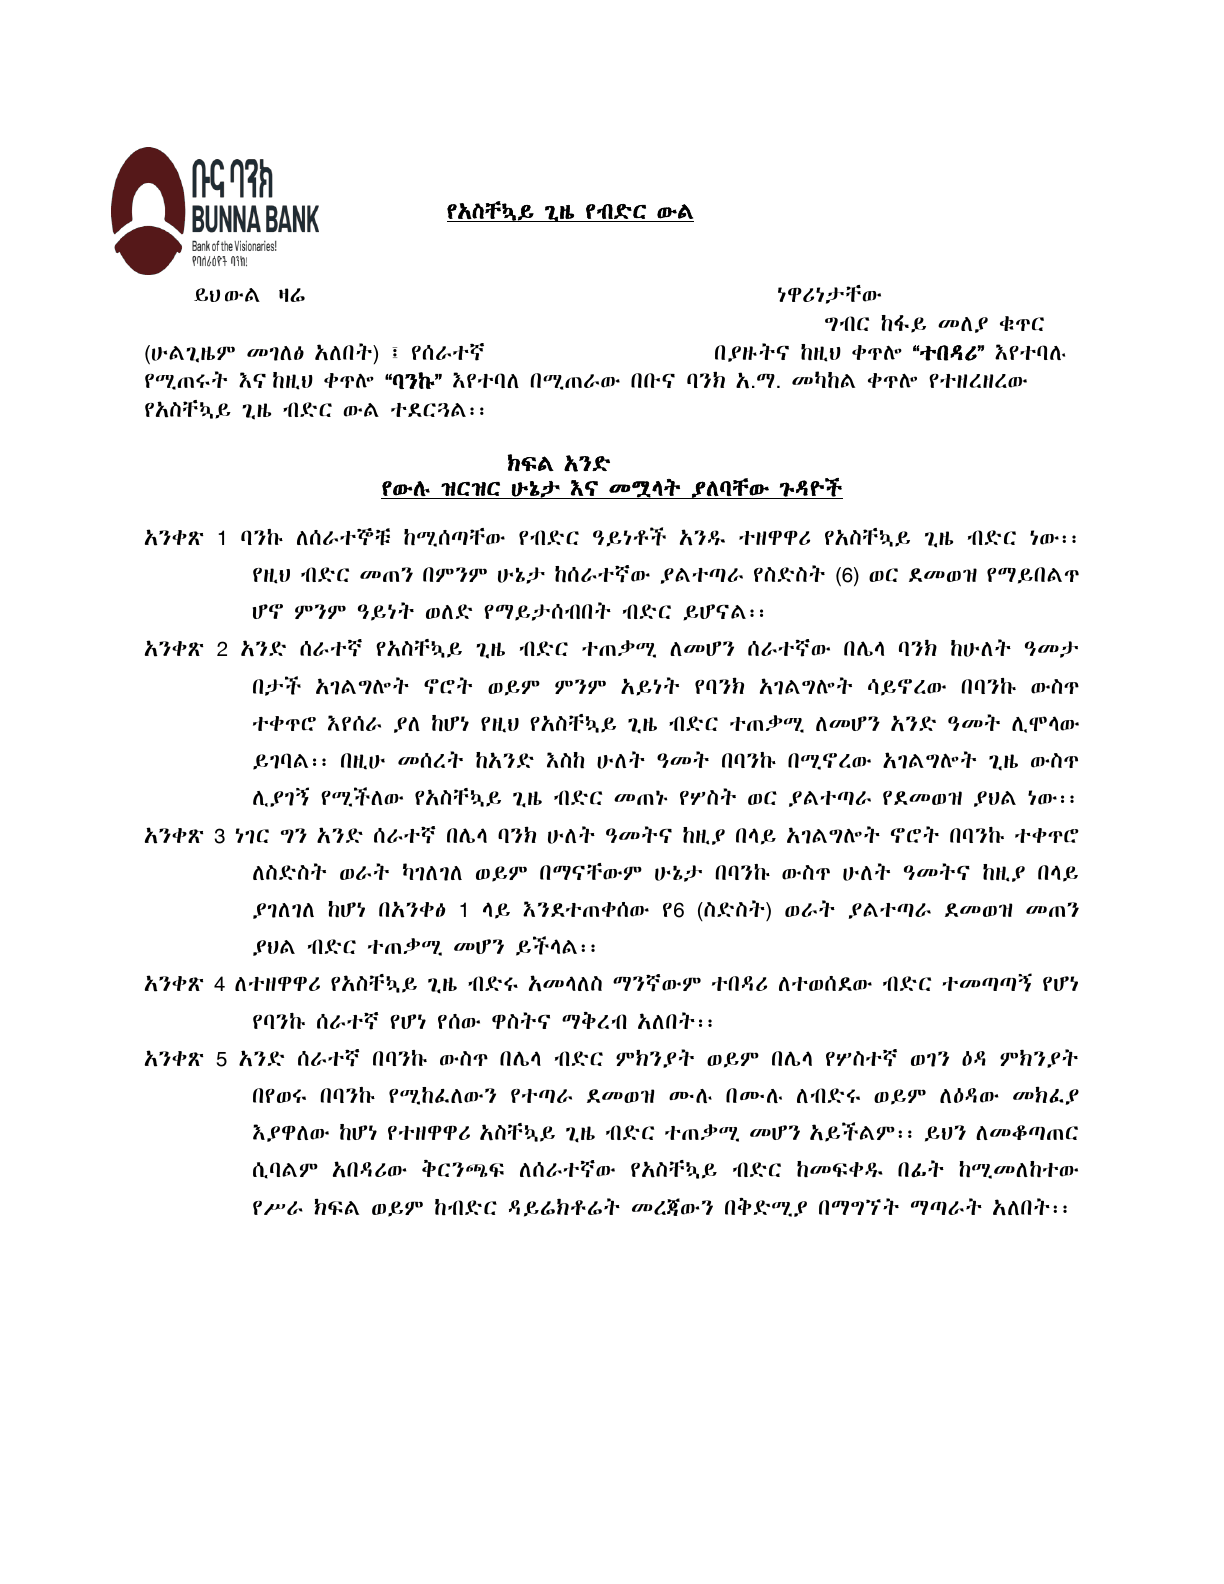 ቡና ባንክ
BUNNA BANK
Bank of the Visionaries!
የባለራዕዮች ባንክ!
የአስቸኳይ ጊዜ የብድር ውል
ይህውል ዛሬ ነዋሪነታቸው
ግብር ከፋይ መለያ ቁጥር
(ሁልጊዜም መገለፅ አለበት) ፤ የሰራተኛ በያዙትና ከዚህ ቀጥሎ “ተበዳሪ” እየተባሉ
የሚጠሩት እና ከዚህ ቀጥሎ “ባንኩ” እየተባለ በሚጠራው በቡና ባንክ አ.ማ. መካከል ቀጥሎ የተዘረዘረው
የአስቸኳይ ጊዜ ብድር ውል ተደርጓል፡፡
ክፍል አንድ
የውሉ ዝርዝር ሁኔታ እና መሟላት ያለባቸው ጉዳዮች
አንቀጽ 1 ባንኩ ለሰራተኞቹ ከሚሰጣቸው የብድር ዓይነቶች አንዱ ተዘዋዋሪ የአስቸኳይ ጊዜ ብድር ነው፡፡
የዚህ ብድር መጠን በምንም ሁኔታ ከሰራተኛው ያልተጣራ የስድስት (6) ወር ደመወዝ የማይበልጥ
ሆኖ ምንም ዓይነት ወለድ የማይታሰብበት ብድር ይሆናል፡፡
አንቀጽ 2 አንድ ሰራተኛ የአስቸኳይ ጊዜ ብድር ተጠቃሚ ለመሆን ሰራተኛው በሌላ ባንክ ከሁለት ዓመታ
በታች አገልግሎት ኖሮት ወይም ምንም አይነት የባንክ አገልግሎት ሳይኖረው በባንኩ ውስጥ
ተቀጥሮ እየሰራ ያለ ከሆነ የዚህ የአስቸኳይ ጊዜ ብድር ተጠቃሚ ለመሆን አንድ ዓመት ሊሞላው
ይገባል፡፡ በዚሁ መሰረት ከአንድ እስከ ሁለት ዓመት በባንኩ በሚኖረው አገልግሎት ጊዜ ውስጥ
ሊያገኝ የሚችለው የአስቸኳይ ጊዜ ብድር መጠኑ የሦስት ወር ያልተጣራ የደመወዝ ያህል ነው፡፡
አንቀጽ 3 ነገር ግን አንድ ሰራተኛ በሌላ ባንክ ሁለት ዓመትና ከዚያ በላይ አገልግሎት ኖሮት በባንኩ ተቀጥሮ
ለስድስት ወራት ካገለገለ ወይም በማናቸውም ሁኔታ በባንኩ ውስጥ ሁለት ዓመትና ከዚያ በላይ
ያገለገለ ከሆነ በአንቀፅ 1 ላይ እንደተጠቀሰው የ6 (ስድስት) ወራት ያልተጣራ ደመወዝ መጠን
ያህል ብድር ተጠቃሚ መሆን ይችላል፡፡
አንቀጽ 4 ለተዘዋዋሪ የአስቸኳይ ጊዜ ብድሩ አመላለስ ማንኛውም ተበዳሪ ለተወሰደው ብድር ተመጣጣኝ የሆነ
የባንኩ ሰራተኛ የሆነ የሰው ዋስትና ማቅረብ አለበት፡፡
አንቀጽ 5 አንድ ሰራተኛ በባንኩ ውስጥ በሌላ ብድር ምክንያት ወይም በሌላ የሦስተኛ ወገን ዕዳ ምክንያት
በየወሩ በባንኩ የሚከፈለውን የተጣራ ደመወዝ ሙሉ በሙሉ ለብድሩ ወይም ለዕዳው መክፈያ
እያዋለው ከሆነ የተዘዋዋሪ አስቸኳይ ጊዜ ብድር ተጠቃሚ መሆን አይችልም፡፡ ይህን ለመቆጣጠር
ሲባልም አበዳሪው ቅርንጫፍ ለሰራተኛው የአስቸኳይ ብድር ከመፍቀዱ በፊት ከሚመለከተው
የሥራ ክፍል ወይም ከብድር ዳይሬክቶሬት መረጃውን በቅድሚያ በማግኘት ማጣራት አለበት፡፡